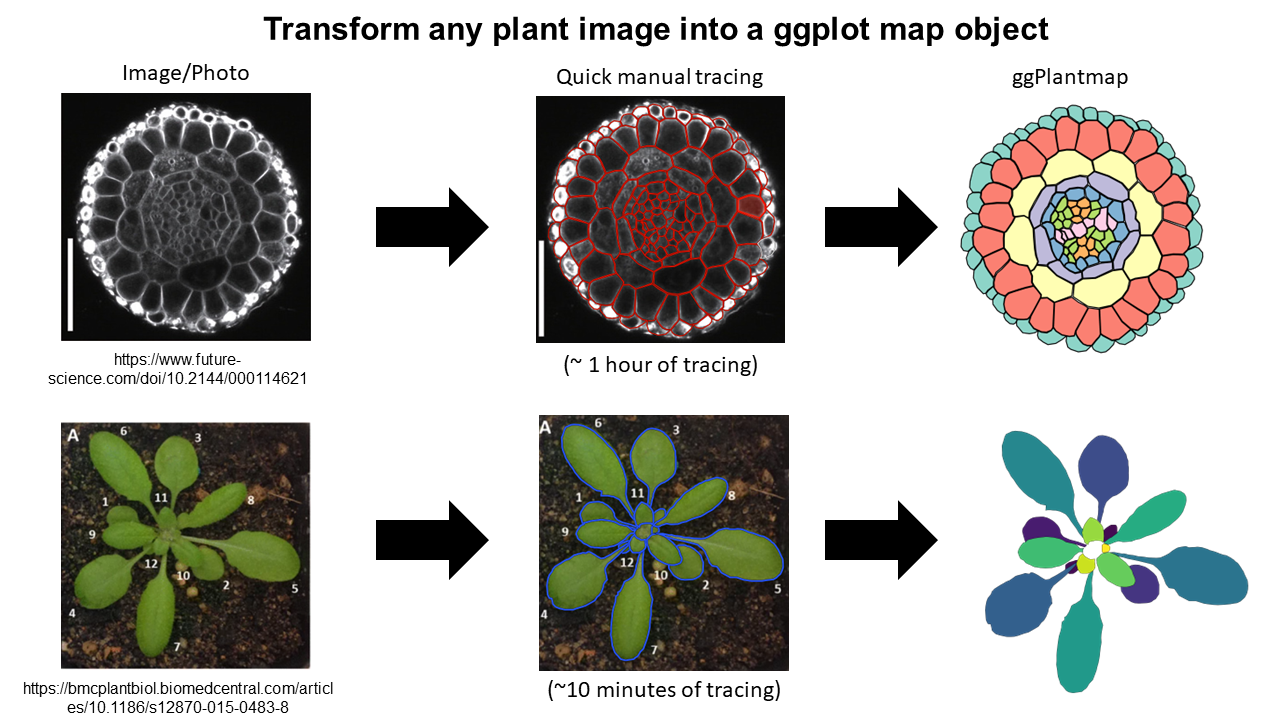 Transform any plant image into a ggplot map object
Image/Photo
Quick manual tracing
ggPlantmap
https://www.future-
science.com/doi/10.2144/000114621
(~ 1 hour of tracing)
A
6
3
1
11
8
9
12
10
2
5
4
7
A
6
3
1
11
8
9
12
10
2
5
4
7
https://bmcplantbiol.biomedcentral.com/articl
es/10.1186/s12870-015-0483-8
(~10 minutes of tracing)